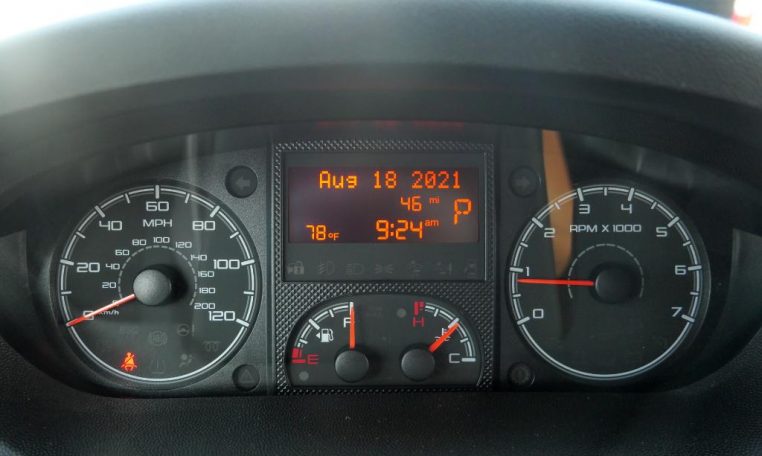 Aug 18 2021
46 mi
P
78°F 9:24 am
0 20 40 60 80 100 120
MPH
0 20 40 60 80 100 120 140 160 180 200
km/h
0 1 2 3 4 5 6 7
RPM X 1000
E F
H C